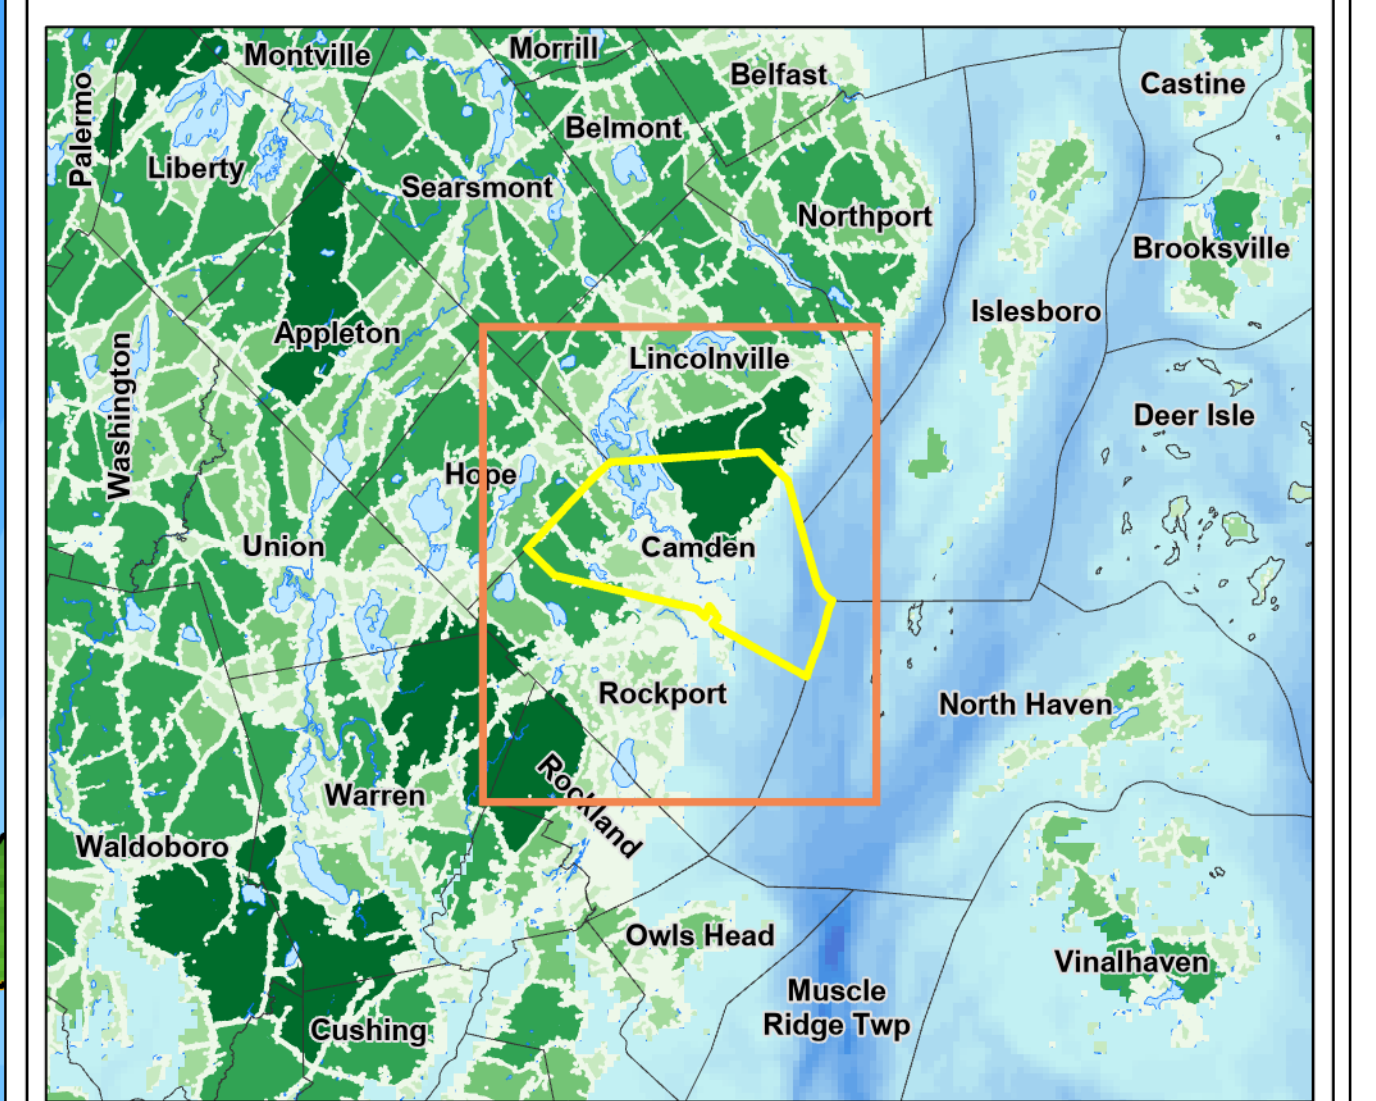 Morrill
Montville
Belfast
Castine
Palermo
Belmont
Liberty
Searsmont
Northport
Brooksville
Islesboro
Appleton
Lincolnville
Washington
Deer Isle
Hope
Union
Camden
Rockport
North Haven
Warren
Rockland
Waldoboro
Owls Head
Vinalhaven
Muscle
Ridge Twp
Cushing